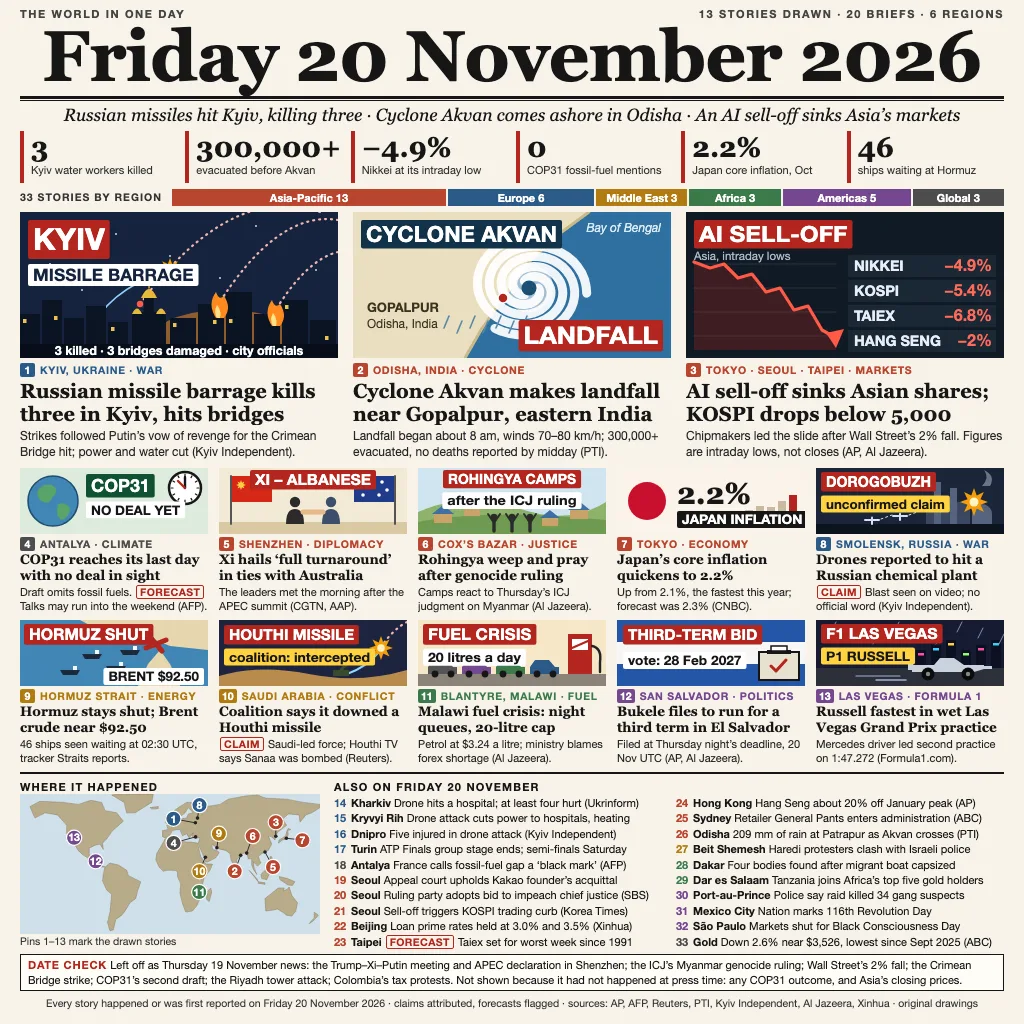 THE WORLD IN ONE DAY
13 STORIES DRAWN · 20 BRIEFS · 6 REGIONS
Friday 20 November 2026
Russian missiles hit Kyiv, killing three · Cyclone Akvan comes ashore in Odisha · An AI sell-off sinks Asia's markets
3
Kyiv water workers killed
300,000+
evacuated before Akvan
−4.9%
Nikkei at its intraday low
0
COP31 fossil-fuel mentions
2.2%
Japan core inflation, Oct
46
ships waiting at Hormuz
33 STORIES BY REGION
Asia-Pacific 13
Europe 6
Middle East 3
Africa 3
Americas 5
Global 3
KYIV
MISSILE BARRAGE
3 killed · 3 bridges damaged · city officials
1 KYIV, UKRAINE · WAR
Russian missile barrage kills
three in Kyiv, hits bridges
Strikes followed Putin's vow of revenge for the Crimean
Bridge hit; power and water cut (Kyiv Independent).
CYCLONE AKVAN
Bay of Bengal
GOPALPUR
Odisha, India
LANDFALL
2 ODISHA, INDIA · CYCLONE
Cyclone Akvan makes landfall
near Gopalpur, eastern India
Landfall began about 8 am, winds 70–80 km/h; 300,000+
evacuated, no deaths reported by midday (PTI).
AI SELL-OFF
Asia, intraday lows
NIKKEI −4.9%
KOSPI −5.4%
TAIEX −6.8%
HANG SENG −2%
3 TOKYO · SEOUL · TAIPEI · MARKETS
AI sell-off sinks Asian shares;
KOSPI drops below 5,000
Chipmakers led the slide after Wall Street's 2% fall. Figures
are intraday lows, not closes (AP, Al Jazeera).
COP31
NO DEAL YET
4 ANTALYA · CLIMATE
COP31 reaches its last day
with no deal in sight
Draft omits fossil fuels. FORECAST
Talks may run into the weekend (AFP).
XI – ALBANESE
5 SHENZHEN · DIPLOMACY
Xi hails ‘full turnaround’
in ties with Australia
The leaders met the morning after the
APEC summit (CGTN, AAP).
ROHINGYA CAMPS
after the ICJ ruling
6 COX'S BAZAR · JUSTICE
Rohingya weep and pray
after genocide ruling
Camps react to Thursday's ICJ
judgment on Myanmar (Al Jazeera).
2.2%
JAPAN INFLATION
7 TOKYO · ECONOMY
Japan's core inflation
quickens to 2.2%
Up from 2.1%, the fastest this year;
forecast was 2.3% (CNBC).
DOROGOBUZH
unconfirmed claim
8 SMOLENSK, RUSSIA · WAR
Drones reported to hit a
Russian chemical plant
CLAIM Blast seen on video; no
official word (Kyiv Independent).
HORMUZ SHUT
BRENT $92.50
9 HORMUZ STRAIT · ENERGY
Hormuz stays shut; Brent
crude near $92.50
46 ships seen waiting at 02:30 UTC,
tracker Straits reports.
HOUTHI MISSILE
coalition: intercepted
10 SAUDI ARABIA · CONFLICT
Coalition says it downed a
Houthi missile
CLAIM Saudi-led force; Houthi TV
says Sanaa was bombed (Reuters).
FUEL CRISIS
20 litres a day
11 BLANTYRE, MALAWI · FUEL
Malawi fuel crisis: night
queues, 20-litre cap
Petrol at $3.24 a litre; ministry blames
forex shortage (Al Jazeera).
THIRD-TERM BID
vote: 28 Feb 2027
12 SAN SALVADOR · POLITICS
Bukele files to run for a
third term in El Salvador
Filed at Thursday night's deadline, 20
Nov UTC (AP, Al Jazeera).
F1 LAS VEGAS
P1 RUSSELL
13 LAS VEGAS · FORMULA 1
Russell fastest in wet Las
Vegas Grand Prix practice
Mercedes driver led second practice
on 1:47.272 (Formula1.com).
WHERE IT HAPPENED
8
1
3
13
9
6
7
4
12
10
2
5
11
Pins 1–13 mark the drawn stories
ALSO ON FRIDAY 20 NOVEMBER
14 Kharkiv Drone hits a hospital; at least four hurt (Ukrinform)
15 Kryvyi Rih Drone attack cuts power to hospitals, heating
16 Dnipro Five injured in drone attack (Kyiv Independent)
17 Turin ATP Finals group stage ends; semi-finals Saturday
18 Antalya France calls fossil-fuel gap a ‘black mark’ (AFP)
19 Seoul Appeal court upholds Kakao founder's acquittal
20 Seoul Ruling party adopts bid to impeach chief justice (SBS)
21 Seoul Sell-off triggers KOSPI trading curb (Korea Times)
22 Beijing Loan prime rates held at 3.0% and 3.5% (Xinhua)
23 Taipei FORECAST Taiex set for worst week since 1991
24 Hong Kong Hang Seng about 20% off January peak (AP)
25 Sydney Retailer General Pants enters administration (ABC)
26 Odisha 209 mm of rain at Patrapur as Akvan crosses (PTI)
27 Beit Shemesh Haredi protesters clash with Israeli police
28 Dakar Four bodies found after migrant boat capsized
29 Dar es Salaam Tanzania joins Africa's top five gold holders
30 Port-au-Prince Police say raid killed 34 gang suspects
31 Mexico City Nation marks 116th Revolution Day
32 São Paulo Markets shut for Black Consciousness Day
33 Gold Down 2.6% near $3,526, lowest since Sept 2025 (ABC)
DATE CHECK Left off as Thursday 19 November news: the Trump–Xi–Putin meeting and APEC declaration in Shenzhen; the ICJ's Myanmar genocide ruling; Wall Street's 2% fall; the Crimean
Bridge strike; COP31's second draft; the Riyadh tower attack; Colombia's tax protests. Not shown because it had not happened at press time: any COP31 outcome, and Asia's closing prices.
Every story happened or was first reported on Friday 20 November 2026 · claims attributed, forecasts flagged · sources: AP, AFP, Reuters, PTI, Kyiv Independent, Al Jazeera, Xinhua · original drawings